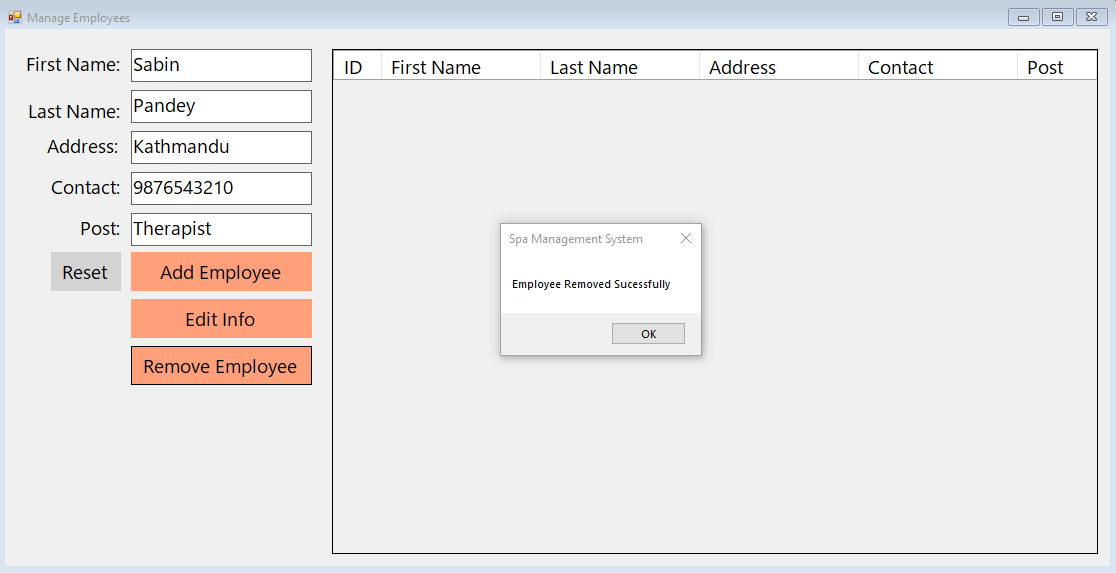 Manage Employees
First Name: Sabin
Last Name: Pandey
Address: Kathmandu
Contact: 9876543210
Post: Therapist
Reset Add Employee
Edit Info
Remove Employee
ID First Name Last Name Address Contact Post
Spa Management System
Employee Removed Sucessfully
OK